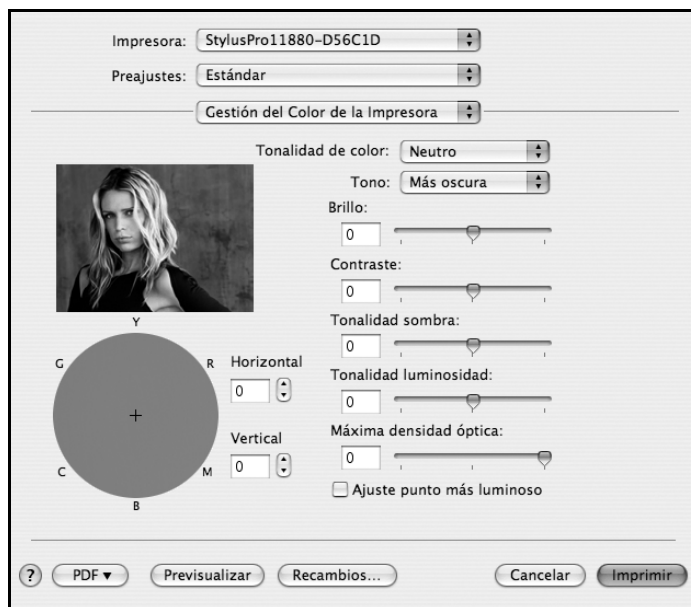 Impresora: StylusPro11880-D56C1D
Preajustes: Estándar
Gestión del Color de la Impresora
Tonalidad de color: Neutro
Tono: Más oscura
Brillo:
0
Contraste:
0
Tonalidad sombra:
0
Tonalidad luminosidad:
0
Máxima densidad óptica:
0
Ajuste punto más luminoso
Y
G R
C M
B
Horizontal
0
Vertical
0
? PDF Previsualizar Recambios... Cancelar Imprimir